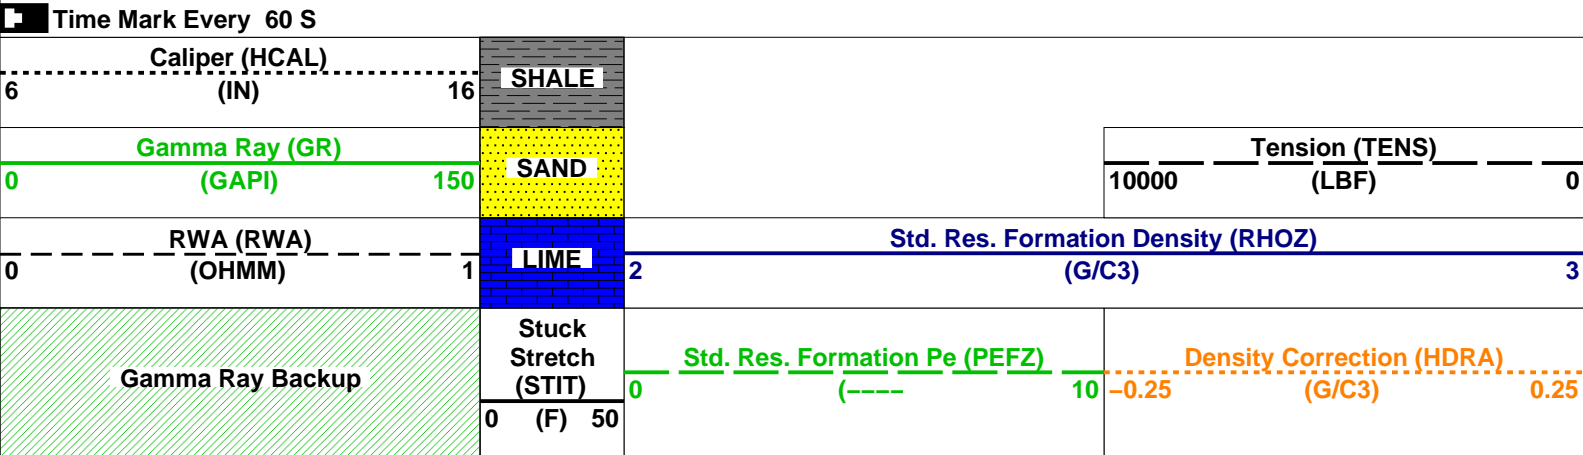 Time Mark Every 60 S
Caliper (HCAL)
6 (IN) 16
SHALE
Gamma Ray (GR)
0 (GAPI) 150
SAND
Tension (TENS)
10000 (LBF) 0
RWA (RWA)
0 (OHMM) 1
LIME
Std. Res. Formation Density (RHOZ)
2 (G/C3) 3
Gamma Ray Backup
Stuck
Stretch
(STIT)
0 (F) 50
Std. Res. Formation Pe (PEFZ)
0 (−−−− 10
Density Correction (HDRA)
−0.25 (G/C3) 0.25